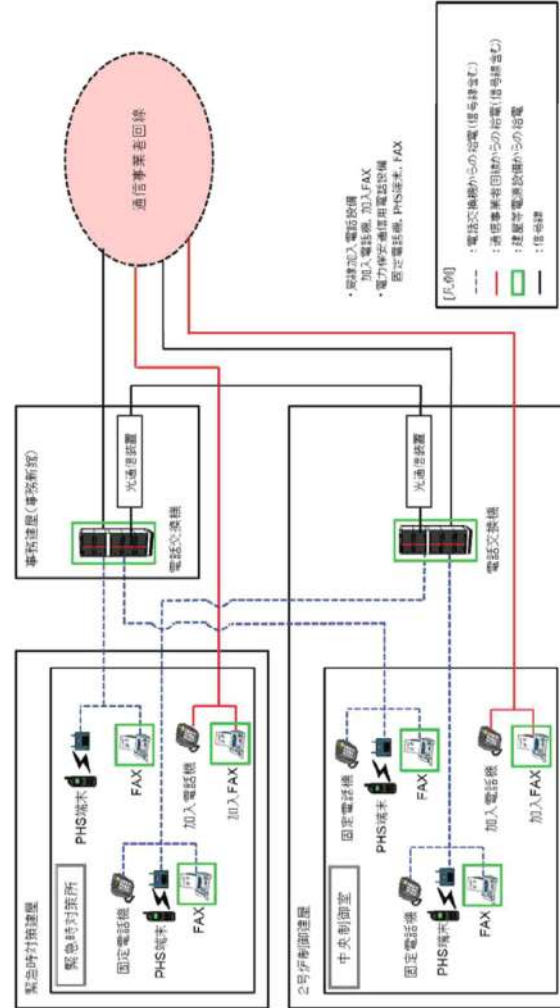 緊急時対策建屋
緊急時対策所
PHS端末
FAX
加入電話機
加入FAX
固定電話機
PHS端末
FAX
事務建屋(事務新館)
電話交換機
光通信装置
通信事業者回線
2号炉制御建屋
中央制御室
固定電話機
PHS端末
FAX
加入電話機
加入FAX
固定電話機
PHS端末
FAX
電話交換機
光通信装置
・局線加入電話設備
加入電話機, 加入FAX
・電力保安通信用電話設備
固定電話機, PHS端末, FAX
[凡例]
:電話交換機からの給電(信号線含む)
:通信事業者回線からの給電(信号線含む)
:建屋等電源設備からの給電
:信号線